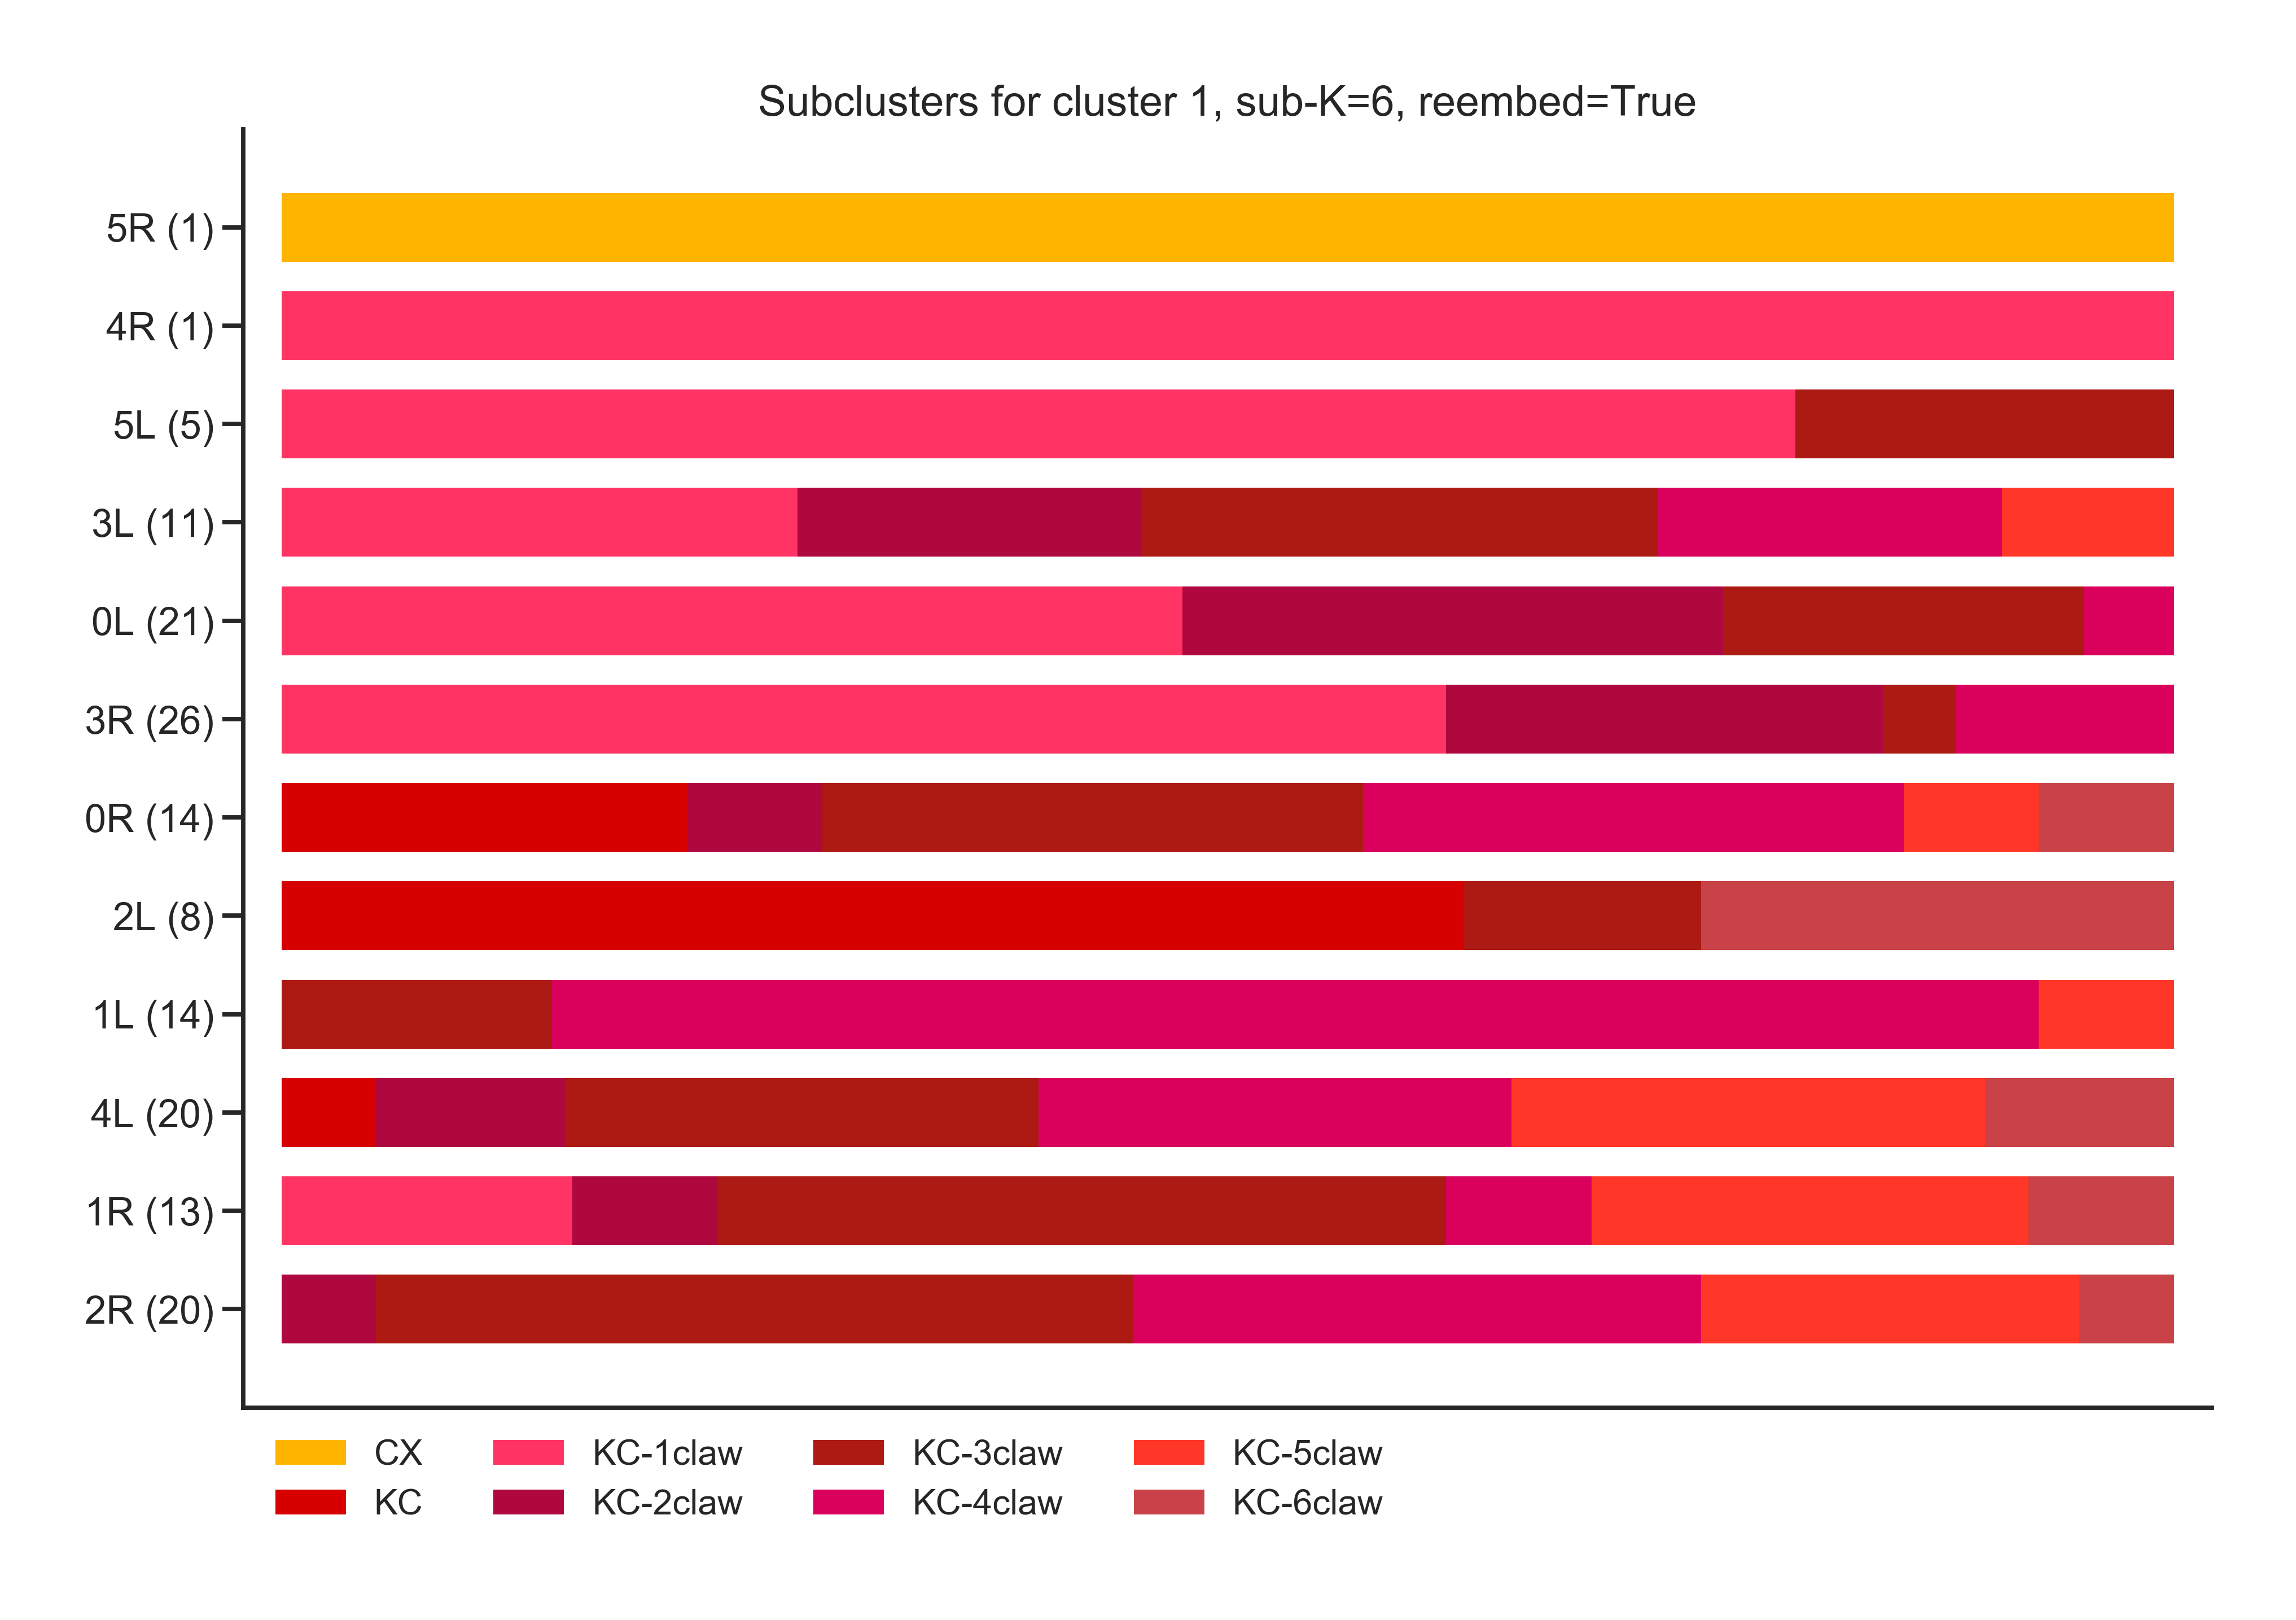 Subclusters for cluster 1, sub-K=6, reembed=True
5R (1)
4R (1)
5L (5)
3L (11)
0L (21)
3R (26)
0R (14)
2L (8)
1L (14)
4L (20)
1R (13)
2R (20)
CX KC-1claw KC-3claw KC-5claw
KC KC-2claw KC-4claw KC-6claw